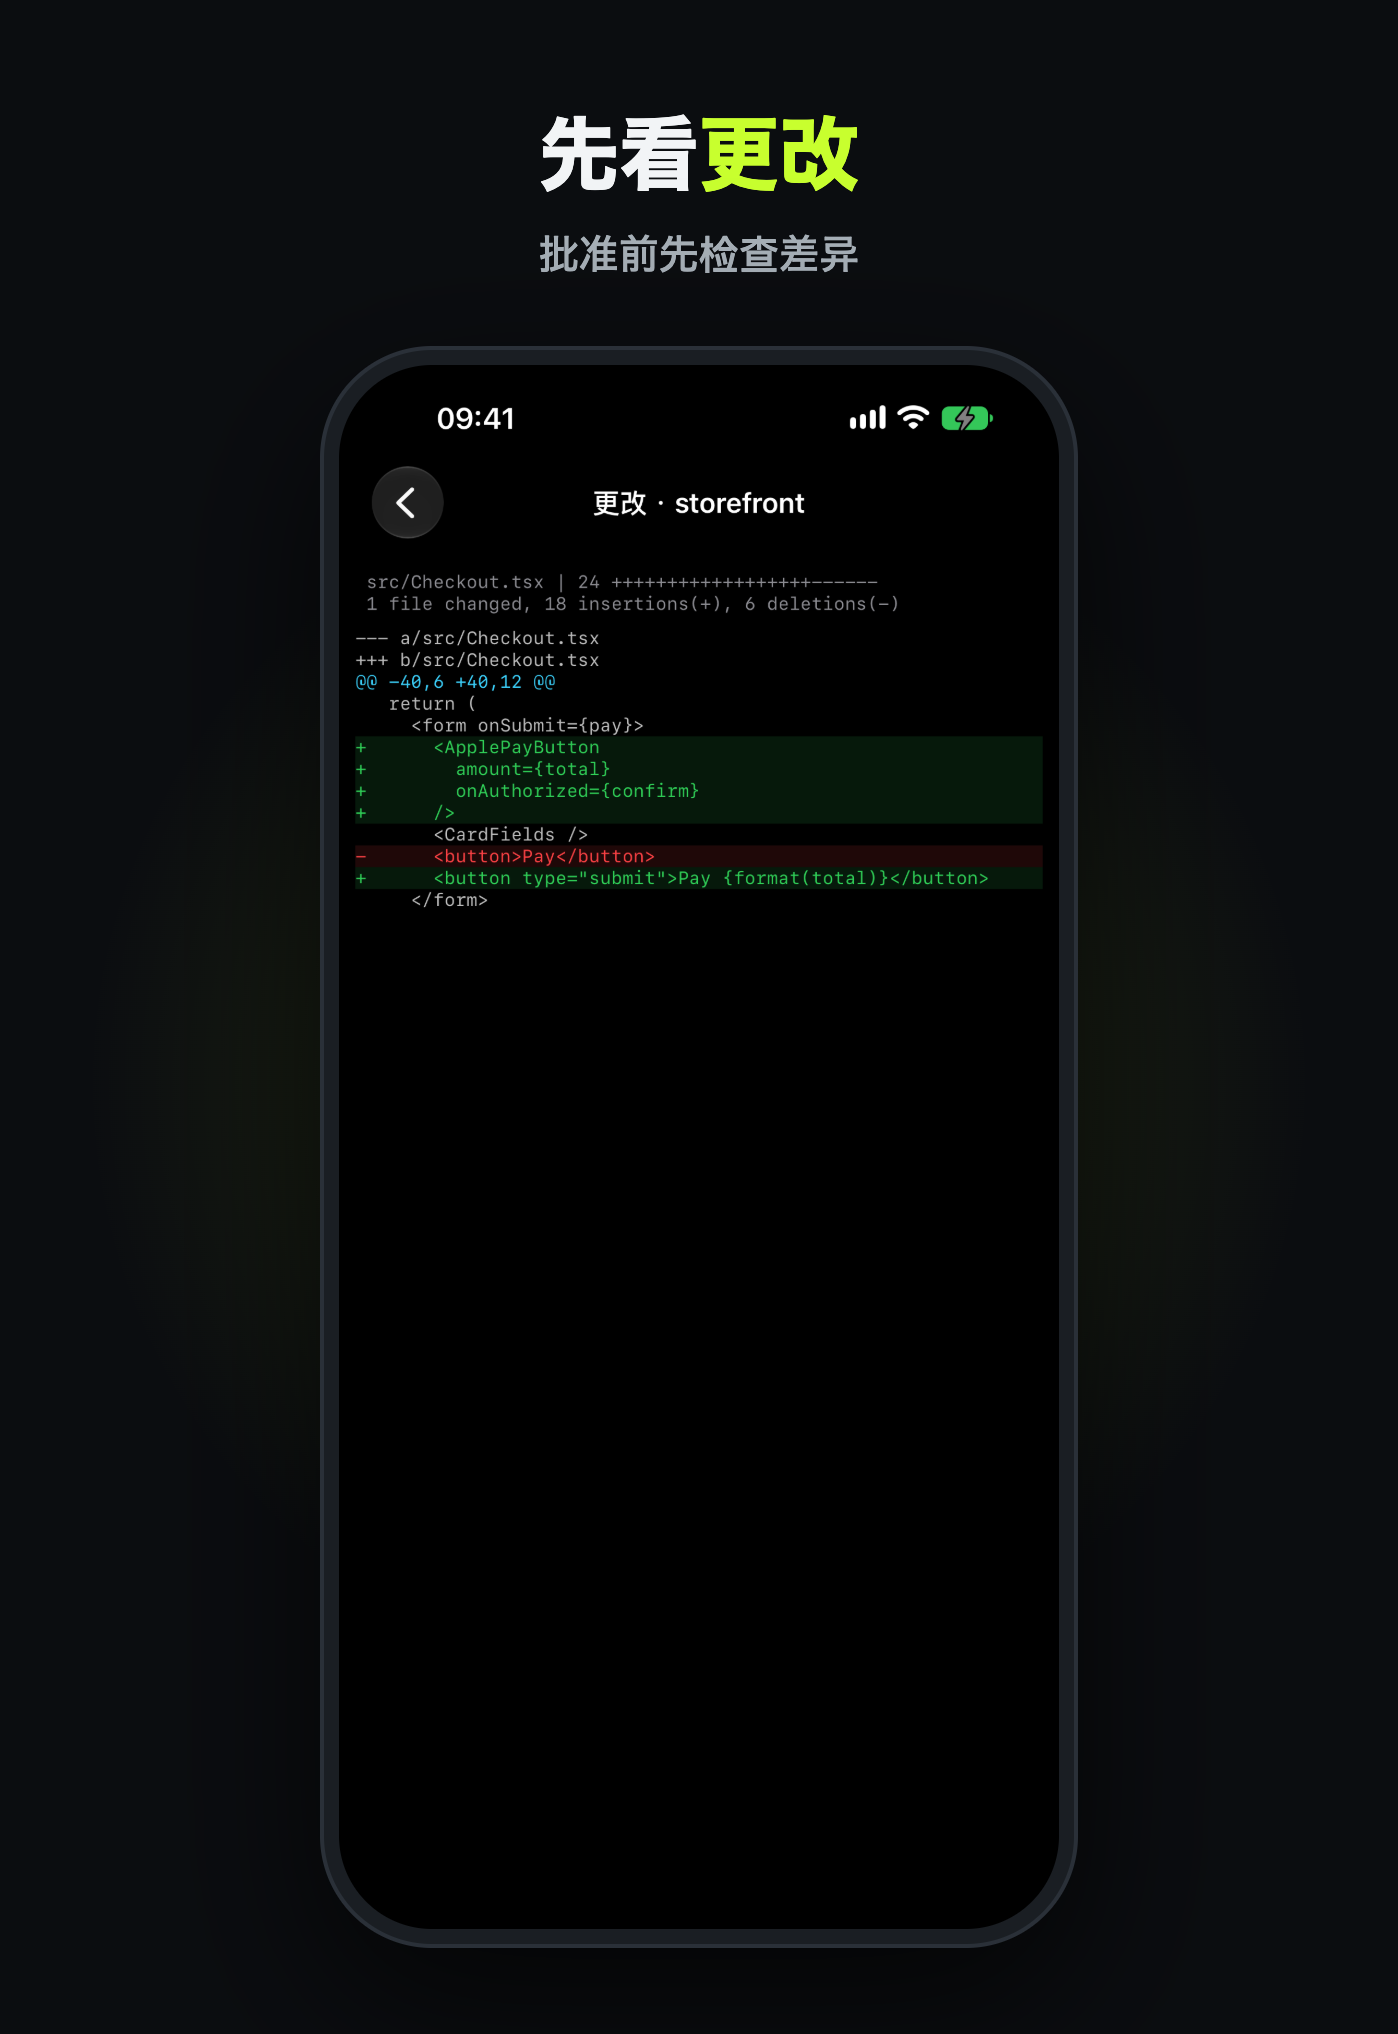 先看更改
批准前先检查差异
09:41
更改 · storefront
src/Checkout.tsx | 24 ++++++++++++++++++------
1 file changed, 18 insertions(+), 6 deletions(-)
--- a/src/Checkout.tsx
+++ b/src/Checkout.tsx
@@ -40,6 +40,12 @@
   return (
     <form onSubmit={pay}>
+      <ApplePayButton
+        amount={total}
+        onAuthorized={confirm}
+      />
       <CardFields />
-      <button>Pay</button>
+      <button type="submit">Pay {format(total)}</button>
     </form>